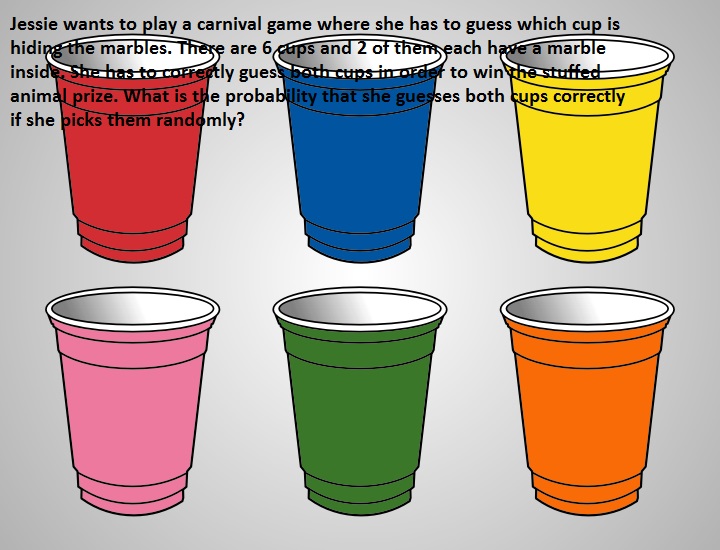 Jessie wants to play a carnival game where she has to guess which cup is
hiding the marbles. There are 6 cups and 2 of them each have a marble
inside. She has to correctly guess both cups in order to win the stuffed
animal prize. What is the probability that she guesses both cups correctly
if she picks them randomly?